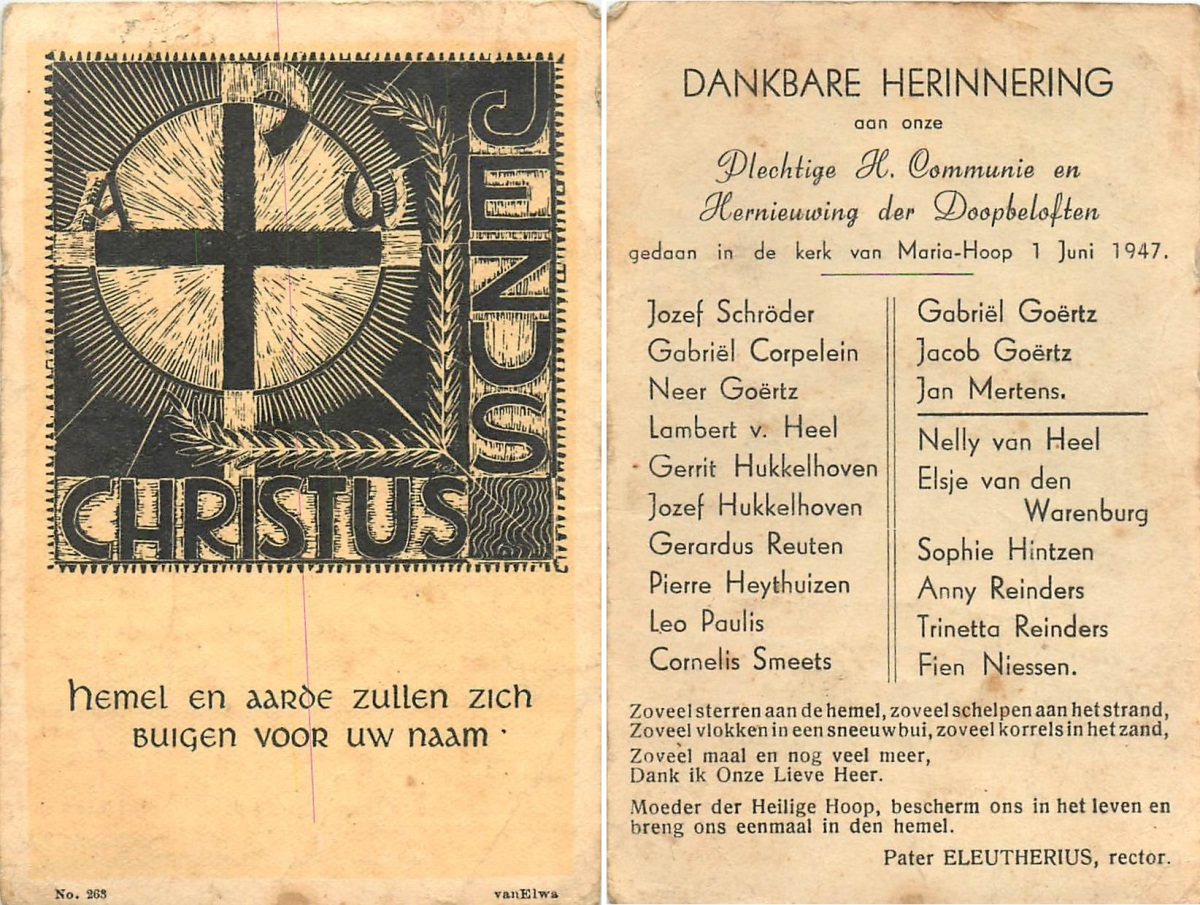 A
P
ω
JEZUS
CHRISTUS
ROB
Hemel en aarde zullen zich
buigen voor uw naam ·
No. 263
vanElwa
DANKBARE HERINNERING
aan onze
Plechtige H. Communie en
Hernieuwing der Doopbeloften
gedaan in de kerk van Maria-Hoop 1 Juni 1947.
Jozef Schröder
Gabriël Corpelein
Neer Goërtz
Lambert v. Heel
Gerrit Hukkelhoven
Jozef Hukkelhoven
Gerardus Reuten
Pierre Heythuizen
Leo Paulis
Cornelis Smeets
Gabriël Goërtz
Jacob Goërtz
Jan Mertens.
Nelly van Heel
Elsje van den
Warenburg
Sophie Hintzen
Anny Reinders
Trinetta Reinders
Fien Niessen.
Zoveel sterren aan de hemel, zoveel schelpen aan het strand,
Zoveel vlokken in een sneeuwbui, zoveel korrels in het zand,
Zoveel maal en nog veel meer,
Dank ik Onze Lieve Heer.
Moeder der Heilige Hoop, bescherm ons in het leven en
breng ons eenmaal in den hemel.
Pater ELEUTHERIUS, rector.